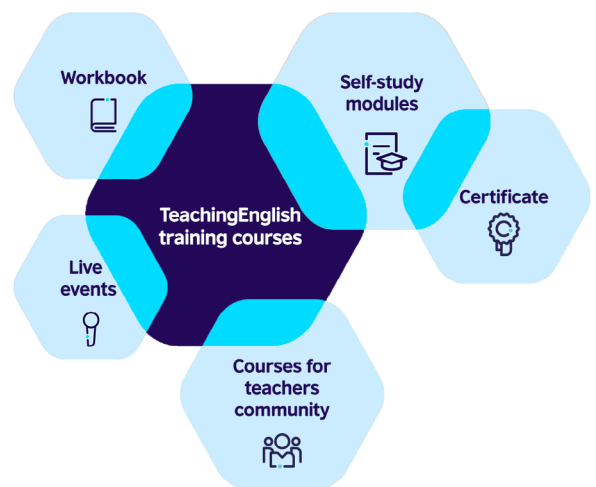 Workbook
Self-study
modules
Certificate
TeachingEnglish
training courses
Live
events
Courses for
teachers
community